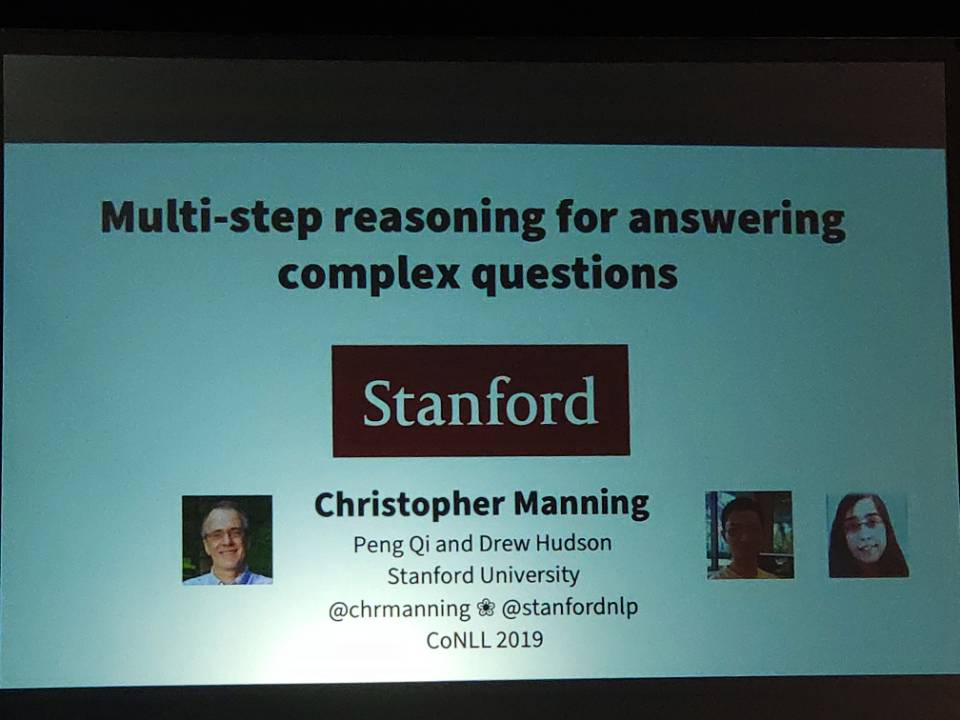 Multi-step reasoning for answering
complex questions
Stanford
Christopher Manning
Peng Qi and Drew Hudson
Stanford University
@chrmanning ❀ @stanfordnlp
CoNLL 2019